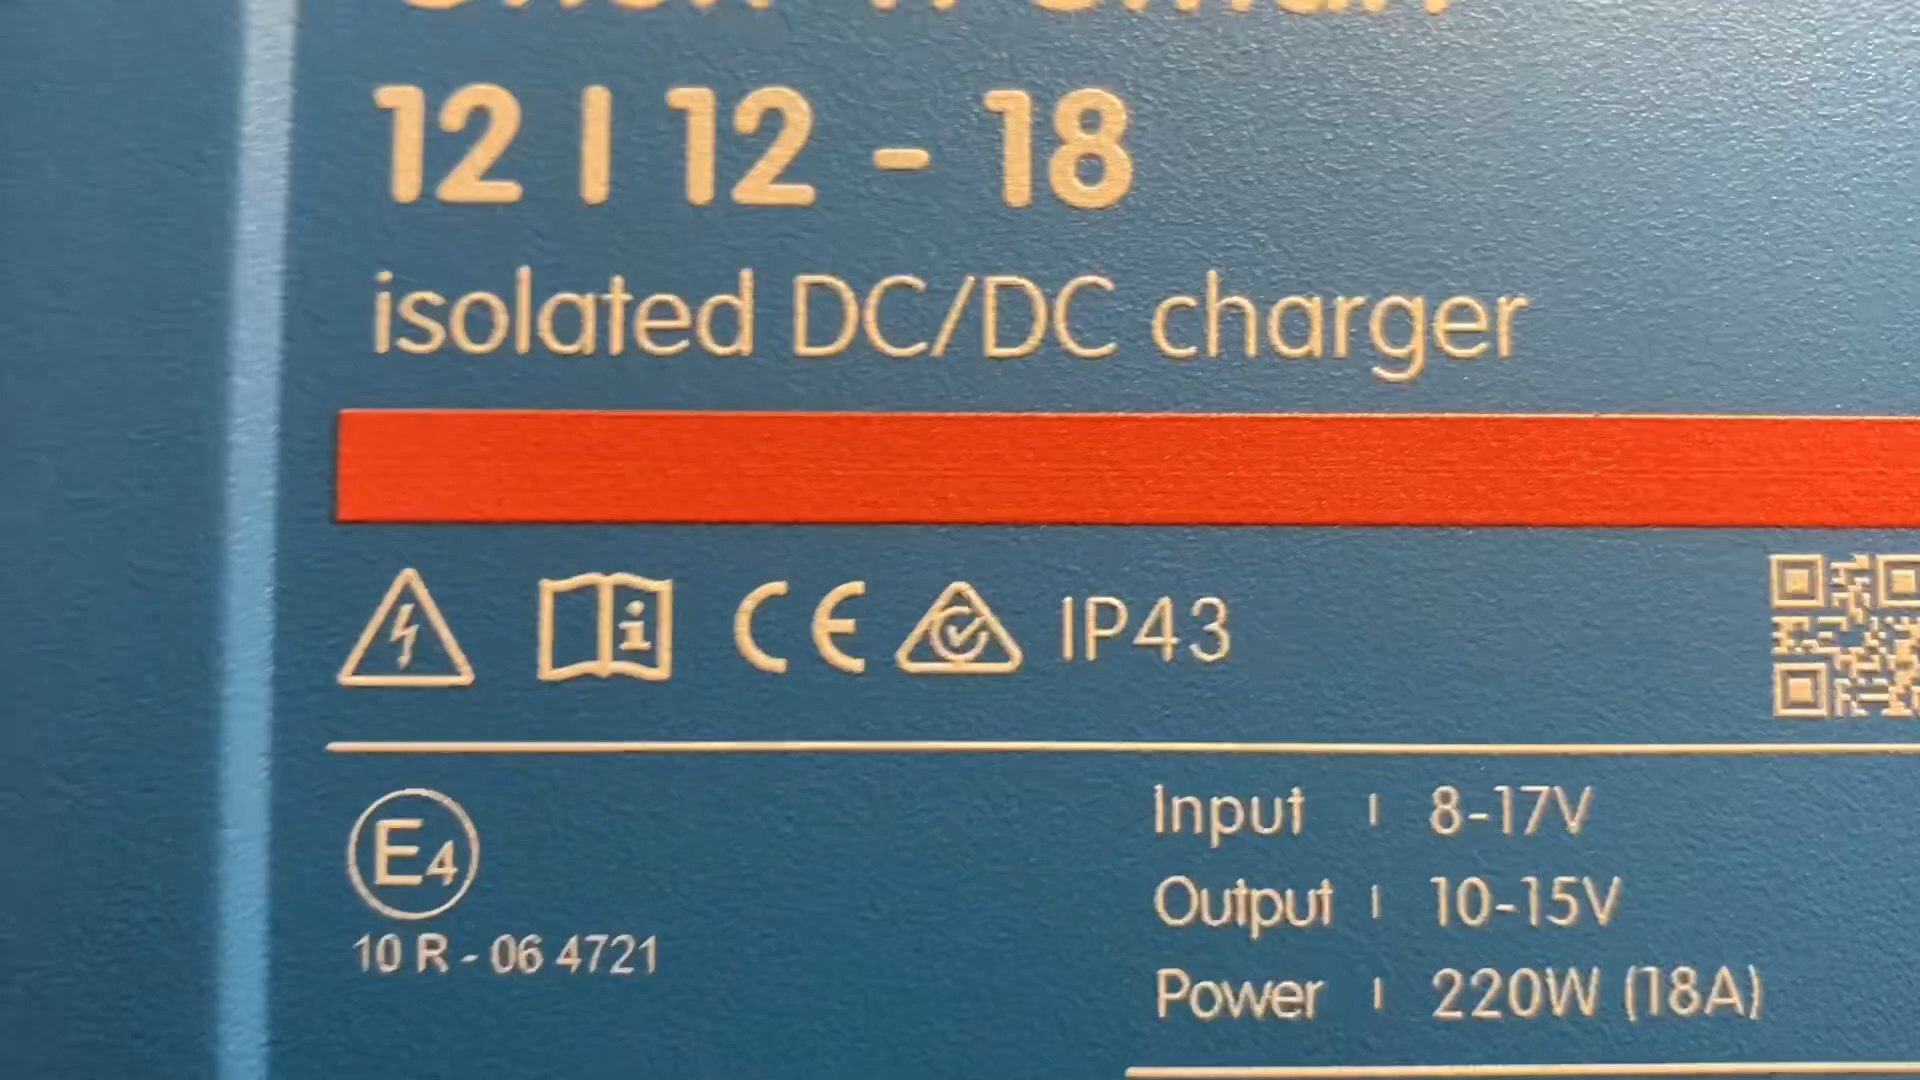 12 | 12 - 18
isolated DC/DC charger
CE IP43
E4
10 R - 06 4721
Input | 8-17V
Output | 10-15V
Power | 220W (18A)